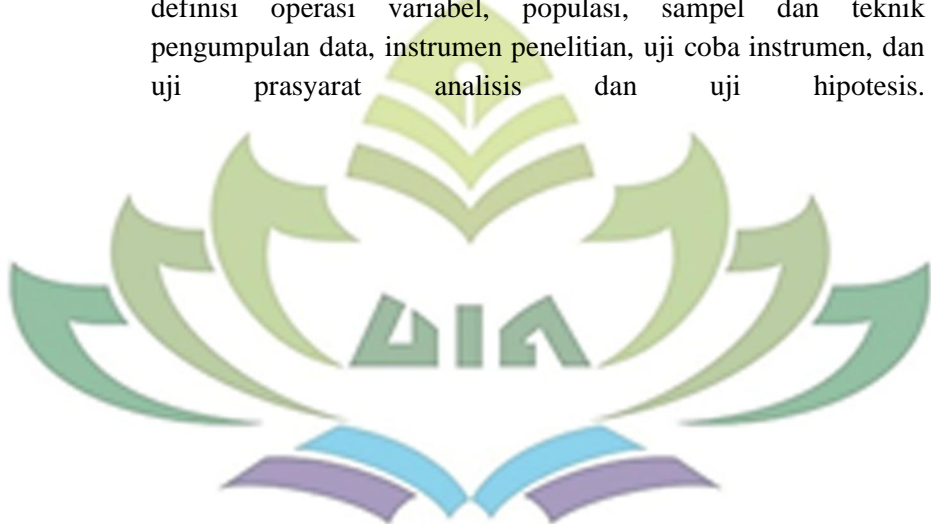 definisi operasi variabel, populasi, sampel dan teknik
pengumpulan data, instrumen penelitian, uji coba instrumen, dan
uji prasyarat analisis dan uji hipotesis.
UIN